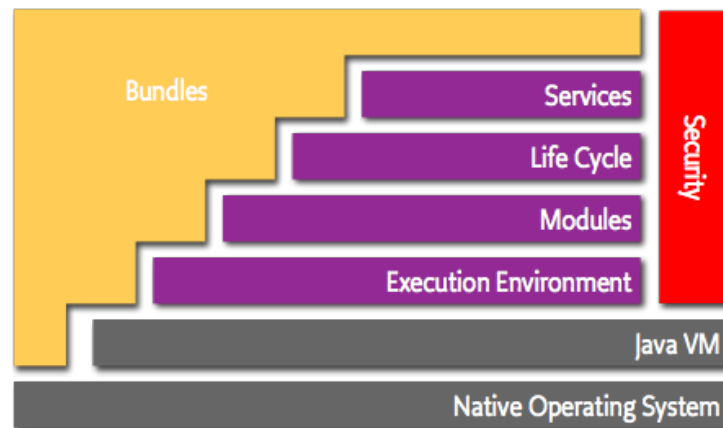 Bundles
Services
Life Cycle
Modules
Execution Environment
Java VM
Native Operating System
Security